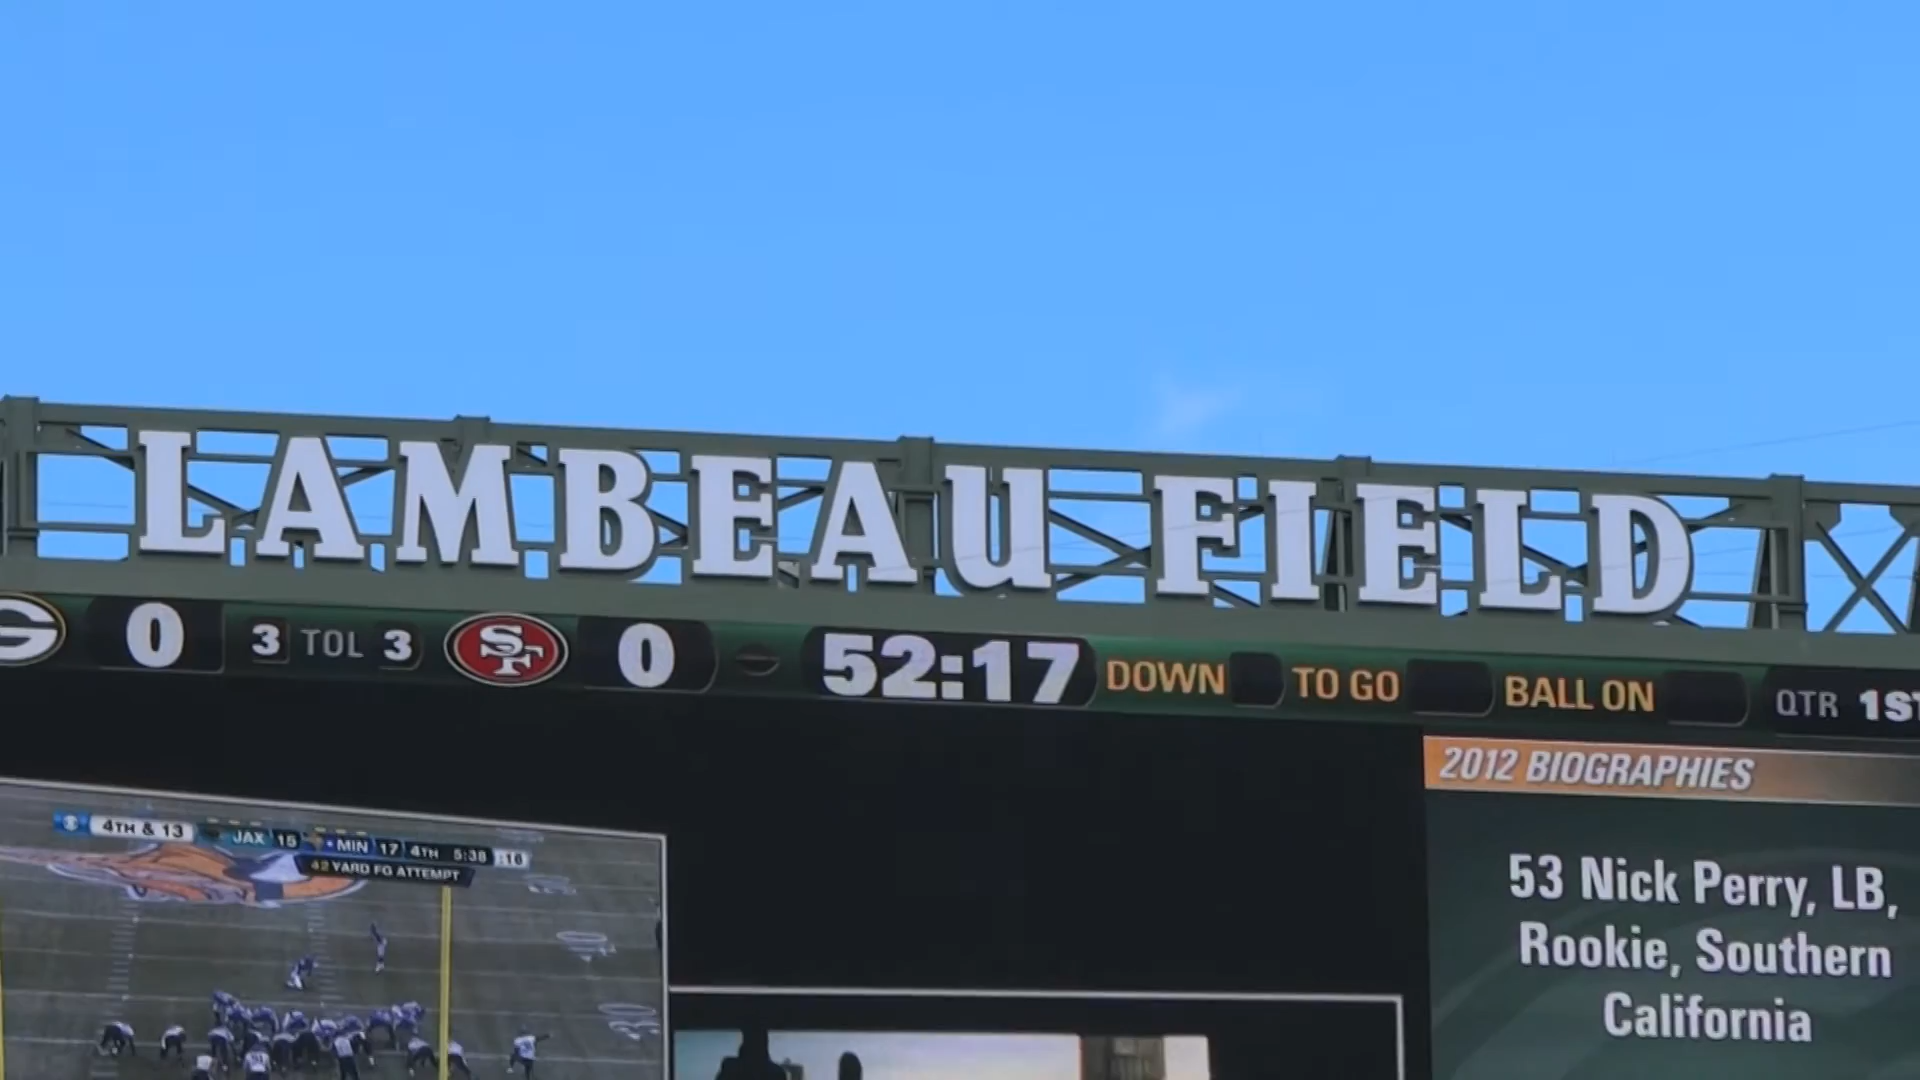 LAMBEAU FIELD
G 0 3 TOL 3 SF 0 52:17 DOWN TO GO BALL ON QTR 1ST
2012 BIOGRAPHIES
4TH & 13 JAX 15 MIN 17 4TH 5:38 :16
42 YARD FG ATTEMPT
53 Nick Perry, LB,
Rookie, Southern
California